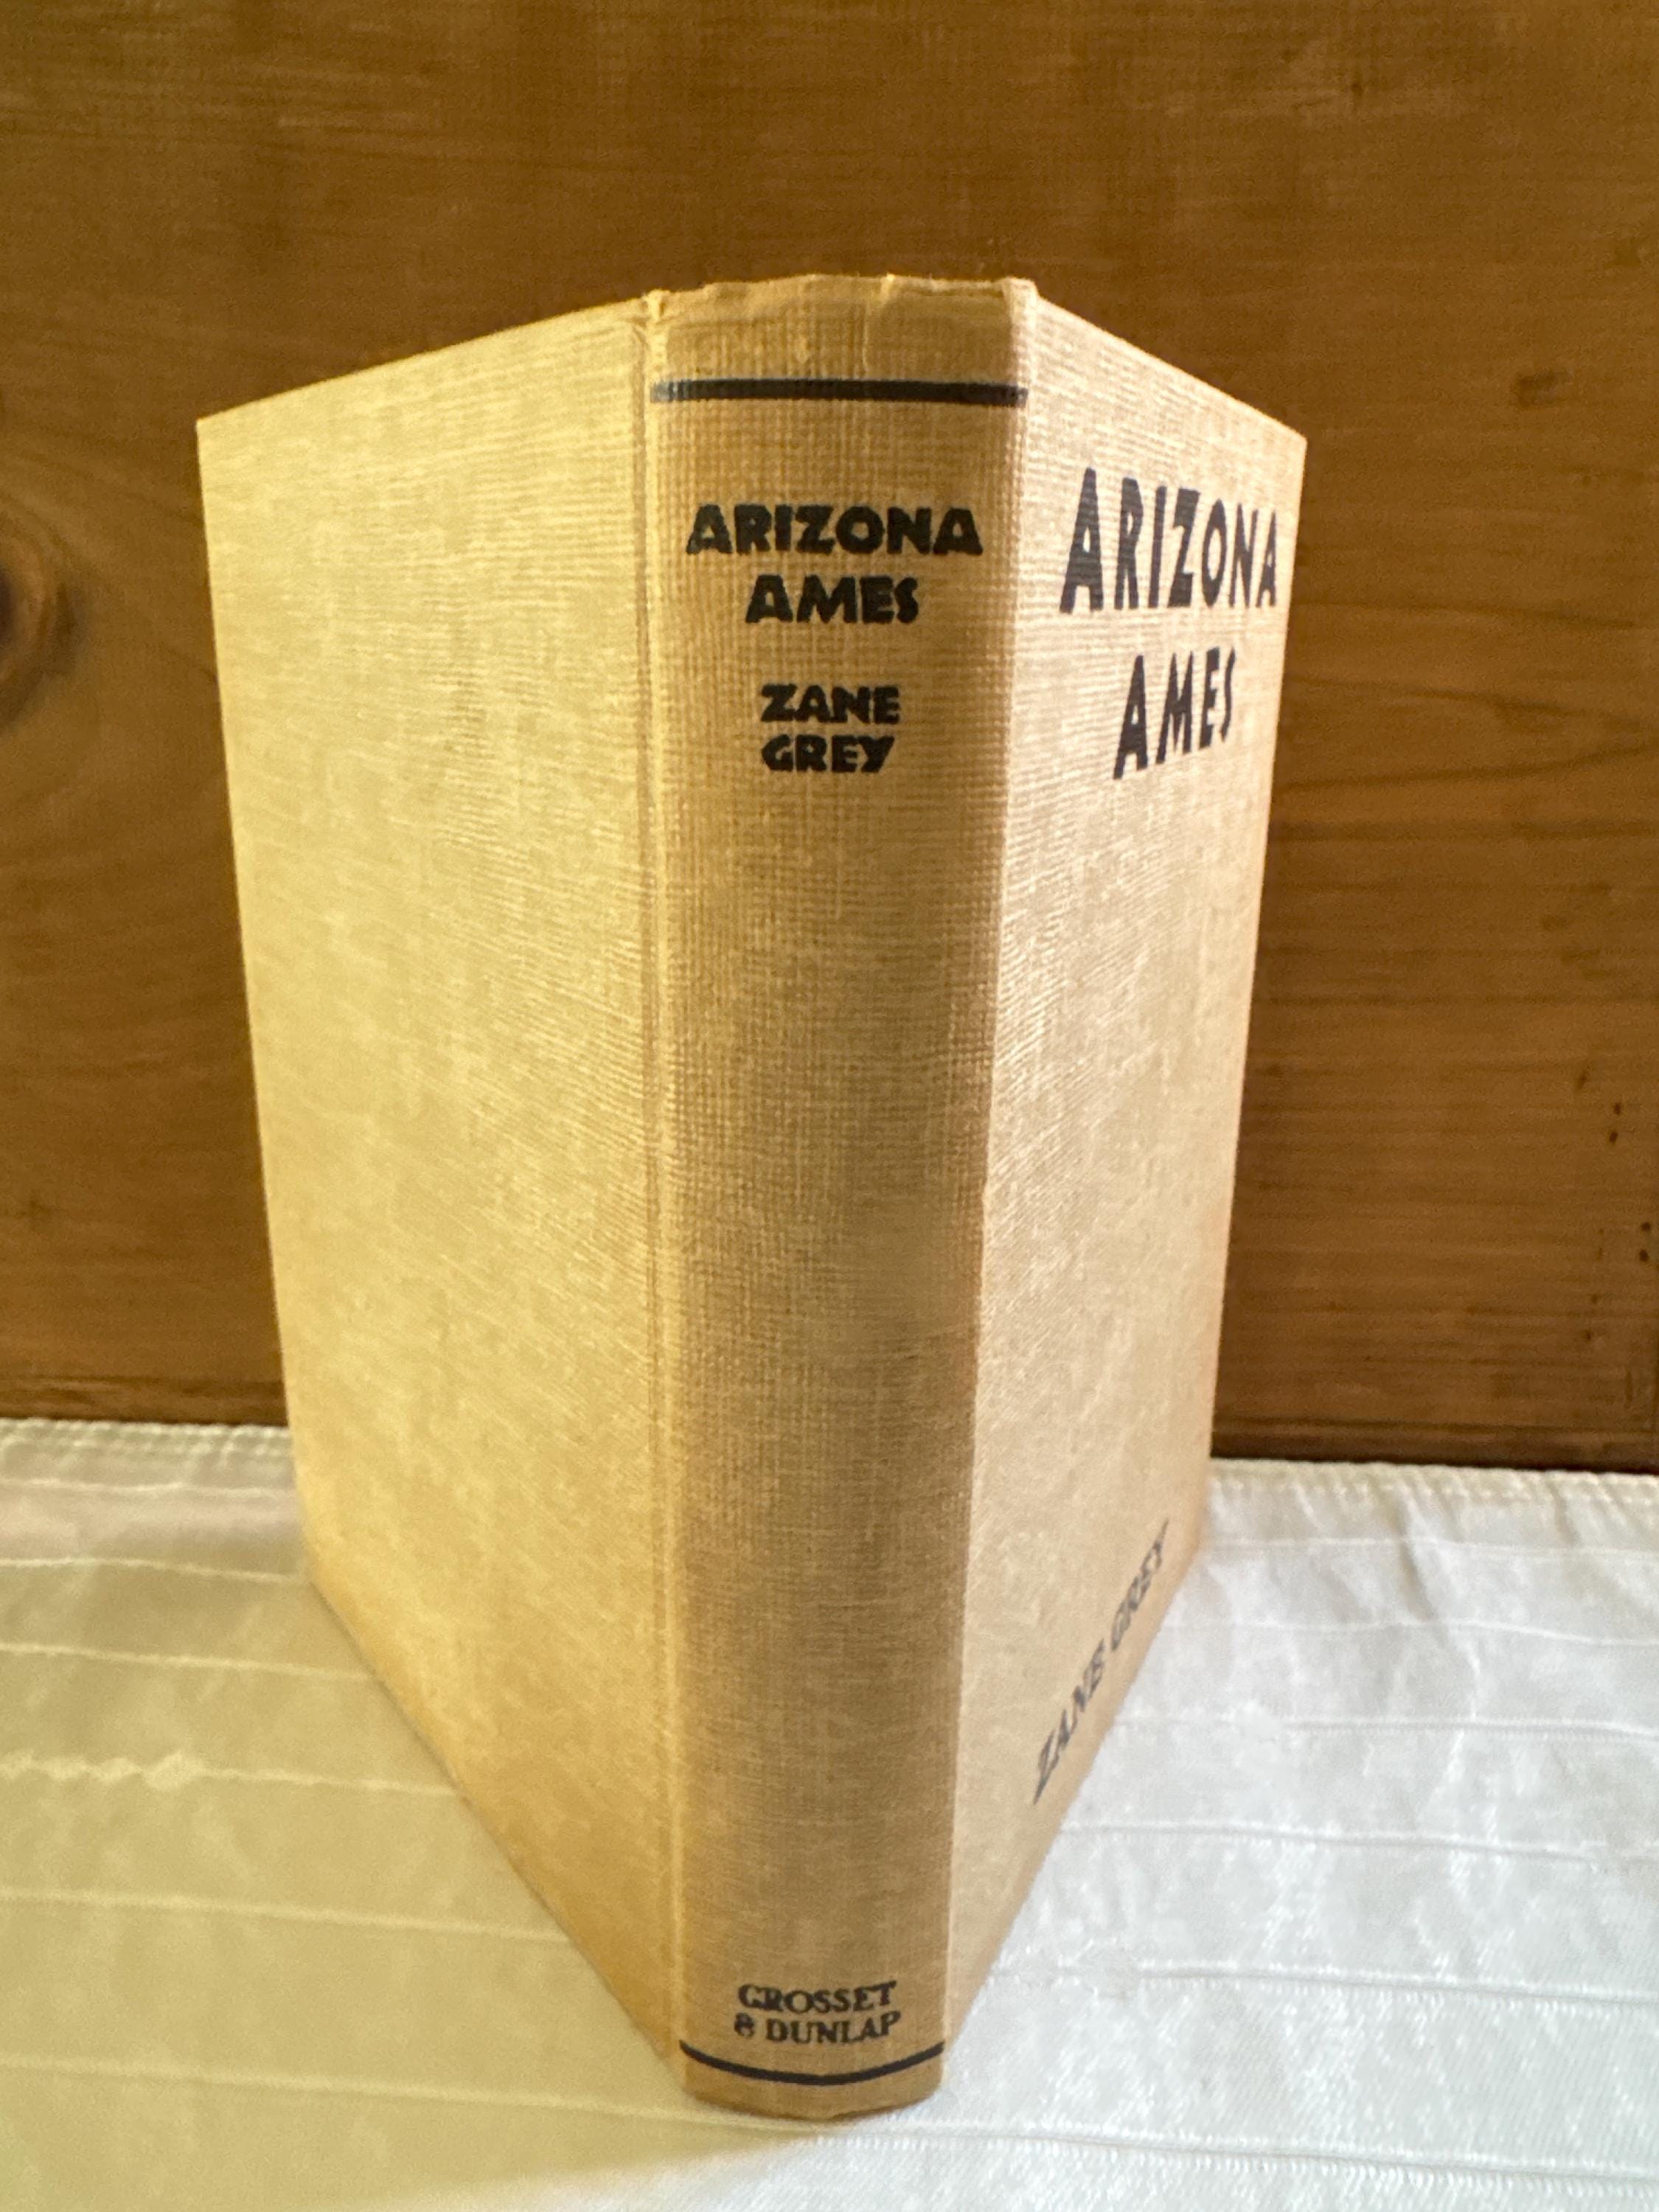 ARIZONA
AMES
ZANE
GREY
GROSSET
& DUNLAP
ARIZONA
AMES
ZANE GREY